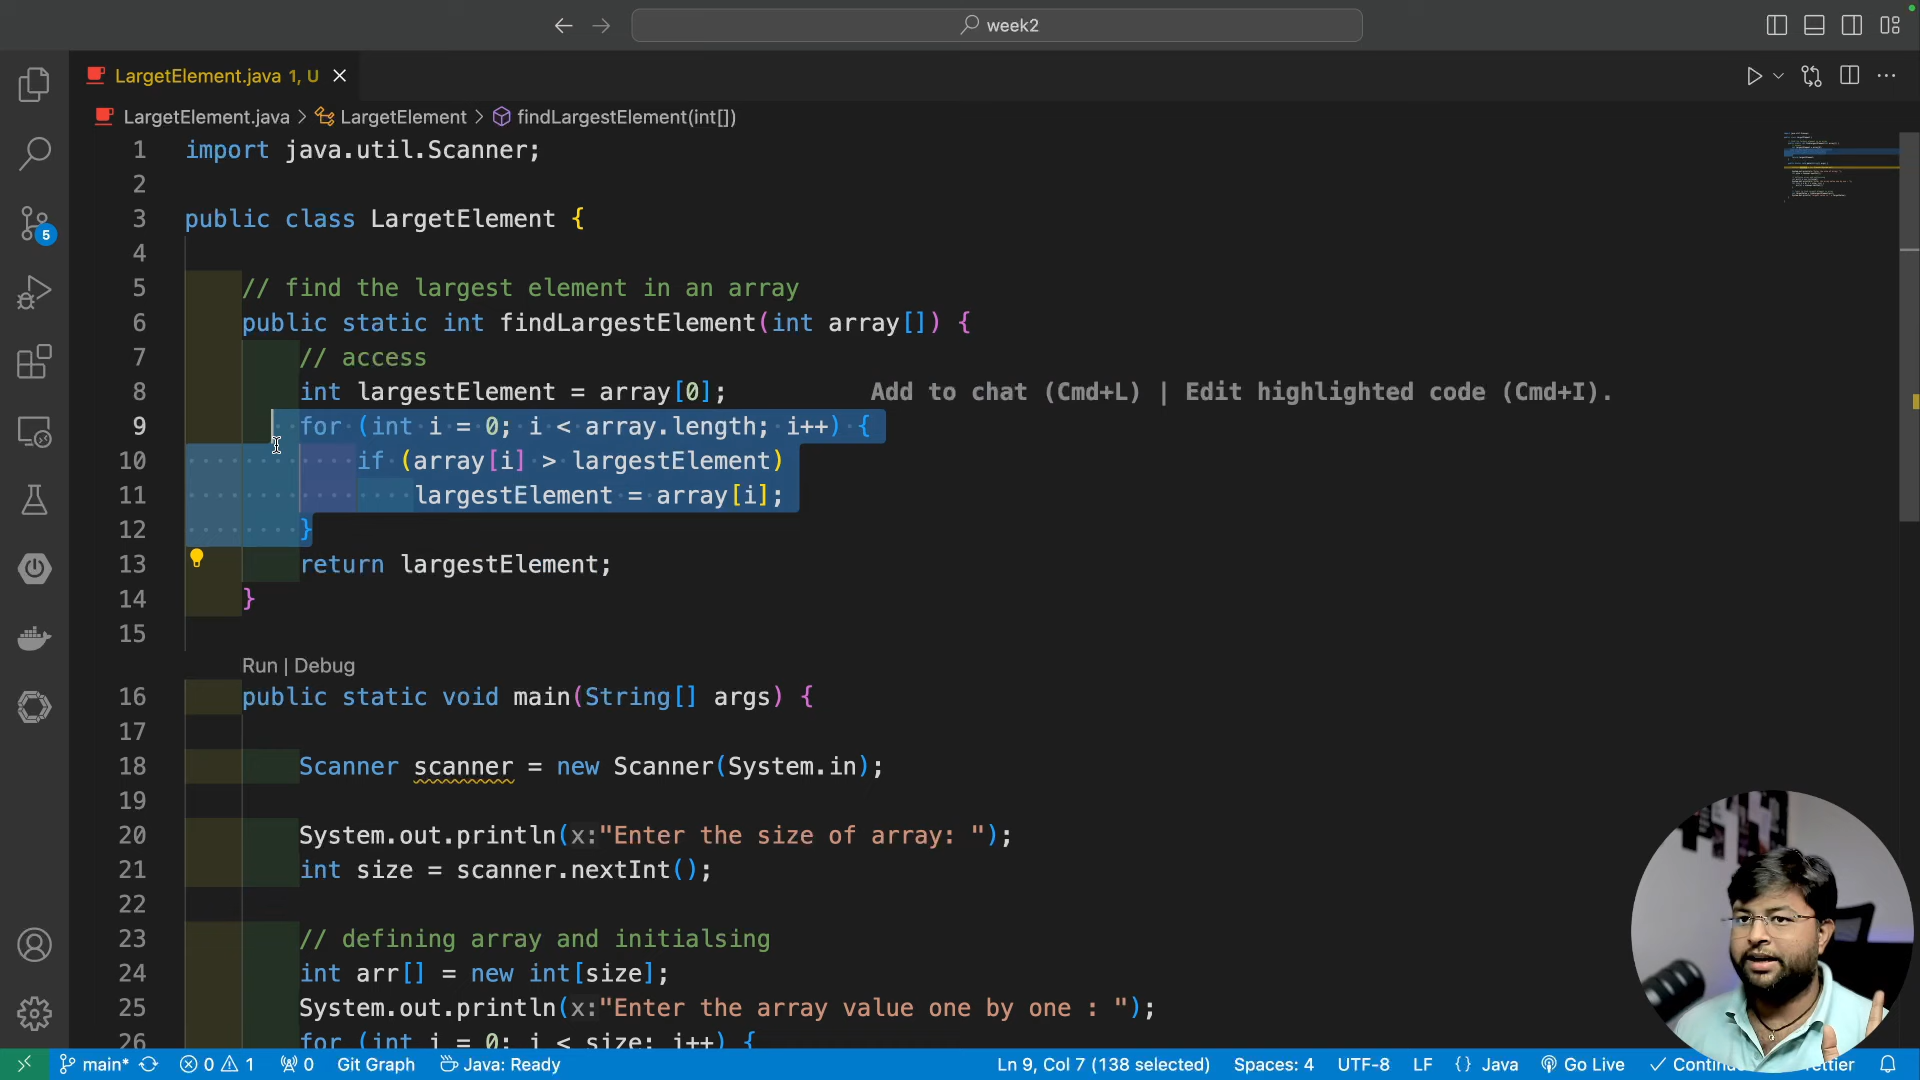 week2
LargetElement.java 1, U
LargetElement.java > LargetElement > findLargestElement(int[])
1 import java.util.Scanner;
2
3 public class LargetElement {
4
5 // find the largest element in an array
6 public static int findLargestElement(int array[]) {
7 // access
8 int largestElement = array[0]; Add to chat (Cmd+L) | Edit highlighted code (Cmd+I).
9 for (int i = 0; i < array.length; i++) {
10 if (array[i] > largestElement)
11 largestElement = array[i];
12 }
13 return largestElement;
14 }
15
Run | Debug
16 public static void main(String[] args) {
17
18 Scanner scanner = new Scanner(System.in);
19
20 System.out.println(x:"Enter the size of array: ");
21 int size = scanner.nextInt();
22
23 // defining array and initialsing
24 int arr[] = new int[size];
25 System.out.println(x:"Enter the array value one by one : ");
26 for (int i = 0; i < size; i++) {
5
main* 0 1 0 Git Graph Java: Ready Ln 9, Col 7 (138 selected) Spaces: 4 UTF-8 LF {} Java Go Live